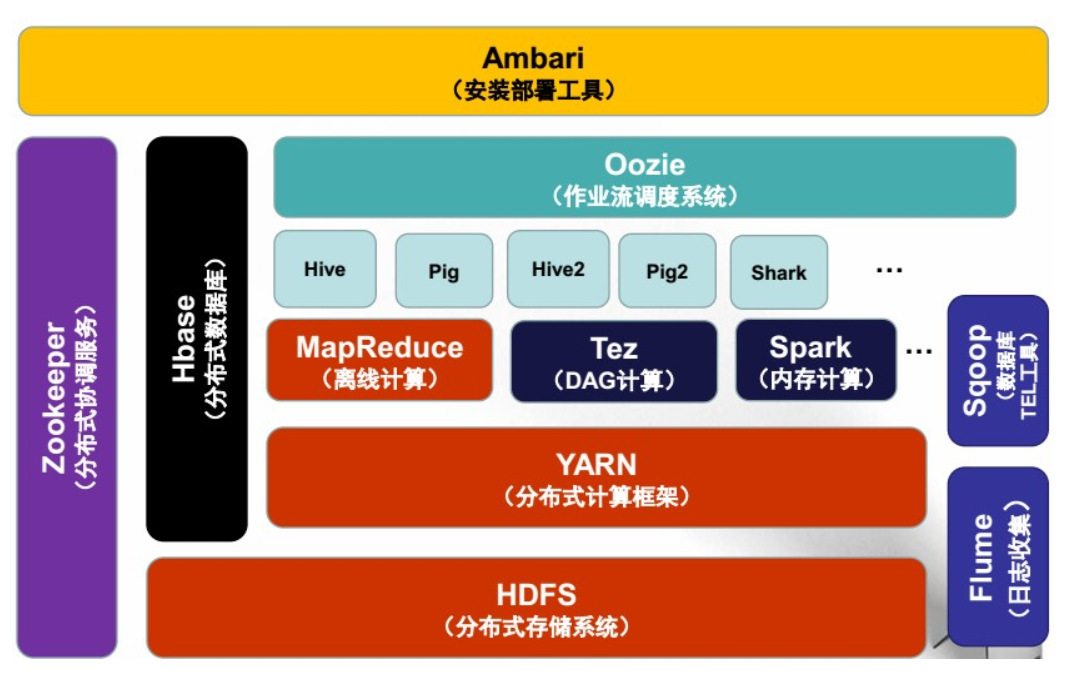 Ambari
（安装部署工具）
Zookeeper
（分布式协调服务）
Hbase
（分布式数据库）
Oozie
（作业流调度系统）
Hive
Pig
Hive2
Pig2
Shark
...
MapReduce
（离线计算）
Tez
（DAG计算）
Spark
（内存计算）
...
Sqoop
（数据库
TEL工具）
YARN
（分布式计算框架）
Flume
（日志收集）
HDFS
（分布式存储系统）